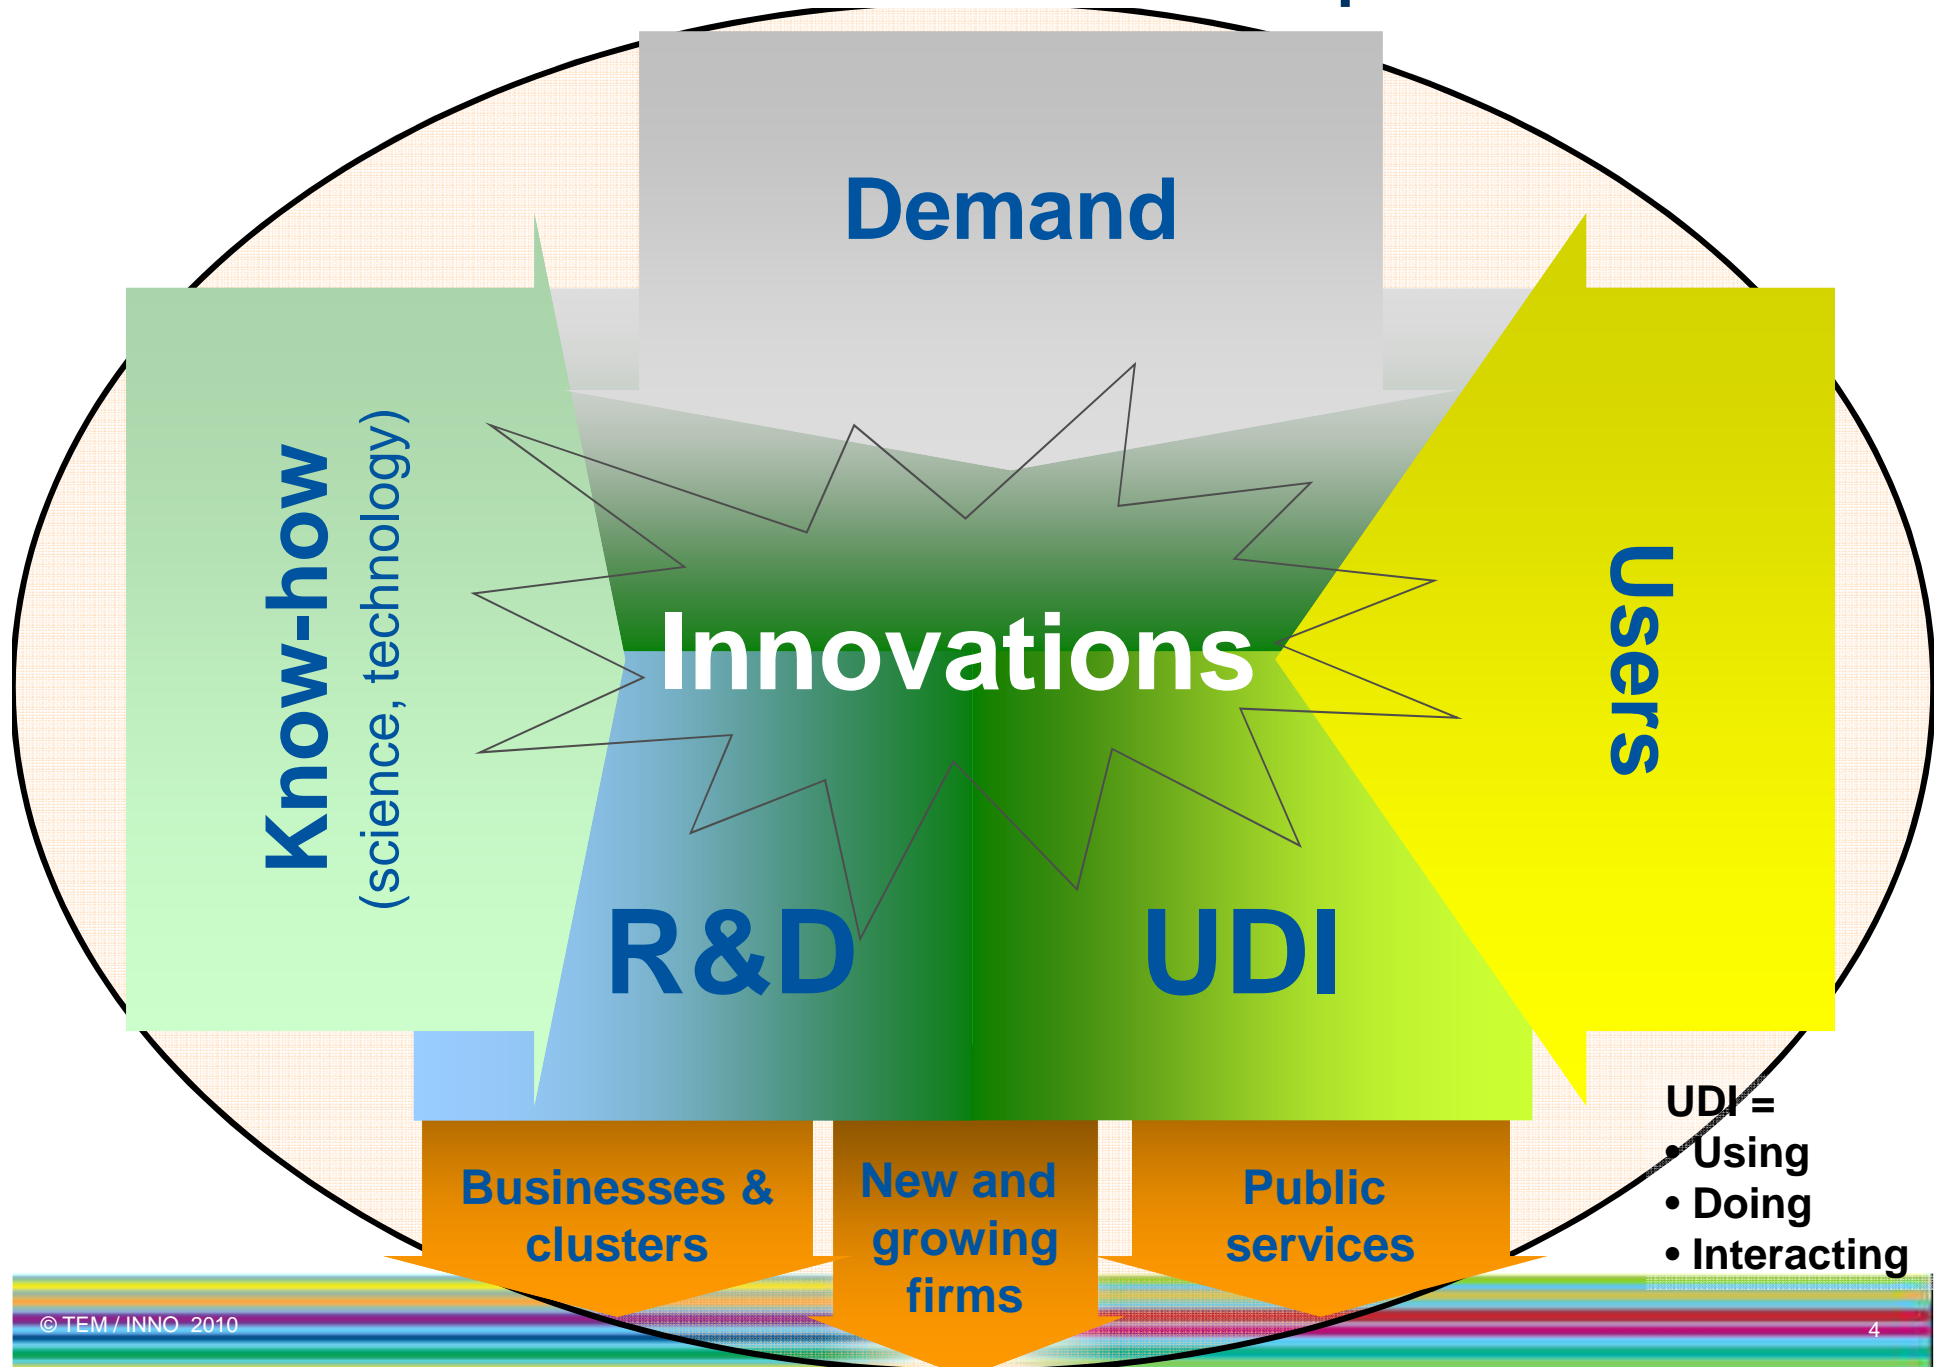 Demand
Know-how
(science, technology)
Users
Innovations
R&D
UDI
Businesses &
clusters
New and
growing
firms
Public
services
UDI =
• Using
• Doing
• Interacting
© TEM / INNO 2010
4